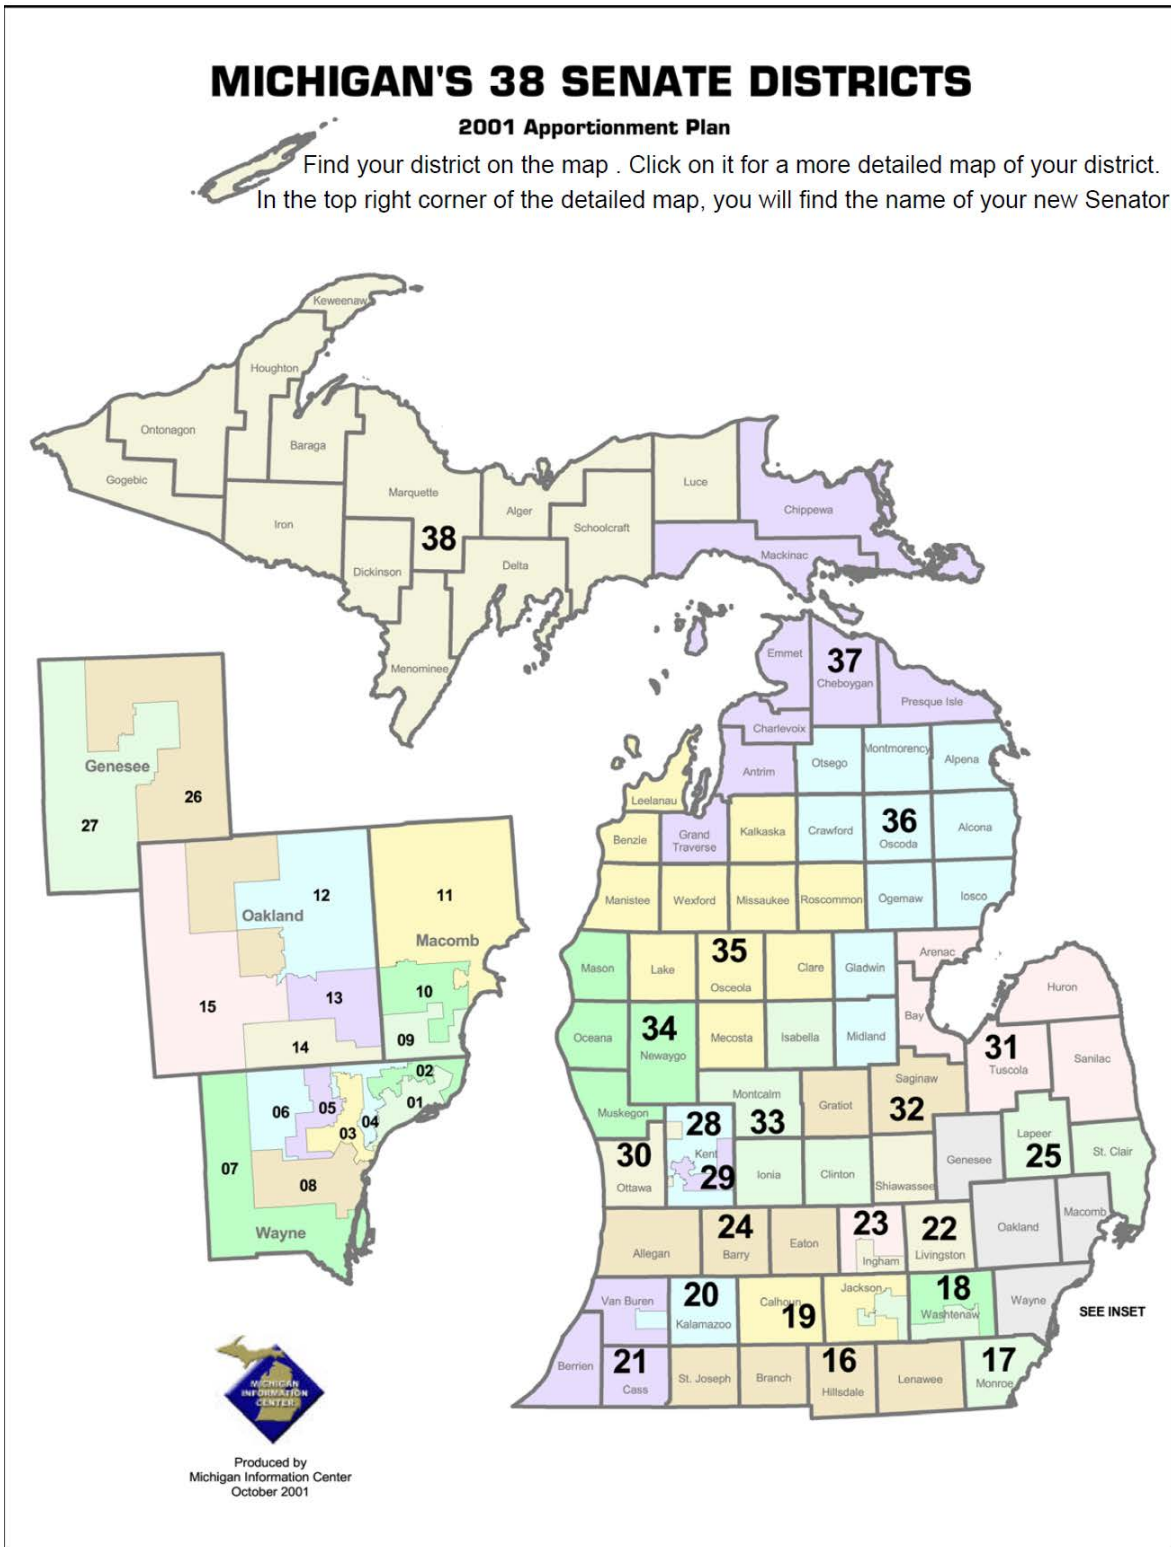 MICHIGAN'S 38 SENATE DISTRICTS
2001 Apportionment Plan
Find your district on the map . Click on it for a more detailed map of your district.
In the top right corner of the detailed map, you will find the name of your new Senator
Keweenaw
Houghton
Ontonagon
Baraga
Gogebic
Marquette
Luce
Iron
Alger
Chippewa
Schoolcraft
38
Mackinac
Dickinson
Delta
Menominee
Emmet
37
Cheboygan
Presque Isle
Charlevoix
Antrim
Otsego
Montmorency
Alpena
Leelanau
Benzie
Grand
Traverse
Kalkaska
Crawford
36
Oscoda
Alcona
Manistee
Wexford
Missaukee
Roscommon
Ogemaw
Iosco
Mason
Lake
35
Osceola
Clare
Gladwin
Arenac
Huron
Oceana
34
Newaygo
Mecosta
Isabella
Midland
Bay
31
Tuscola
Sanilac
Muskegon
Montcalm
33
Gratiot
Saginaw
32
Lapeer
25
St. Clair
30
Ottawa
28
Kent
29
Ionia
Clinton
Shiawassee
Genesee
Allegan
24
Barry
Eaton
23
Ingham
22
Livingston
Oakland
Macomb
Van Buren
20
Kalamazoo
Calhoun
19
Jackson
18
Washtenaw
Wayne
SEE INSET
Berrien
21
Cass
St. Joseph
Branch
16
Hillsdale
Lenawee
17
Monroe
Genesee
26
27
12
11
Oakland
Macomb
15
13
10
14
09
02
06
05
04
01
03
07
08
Wayne
MICHIGAN
INFORMATION
CENTER
Produced by
Michigan Information Center
October 2001